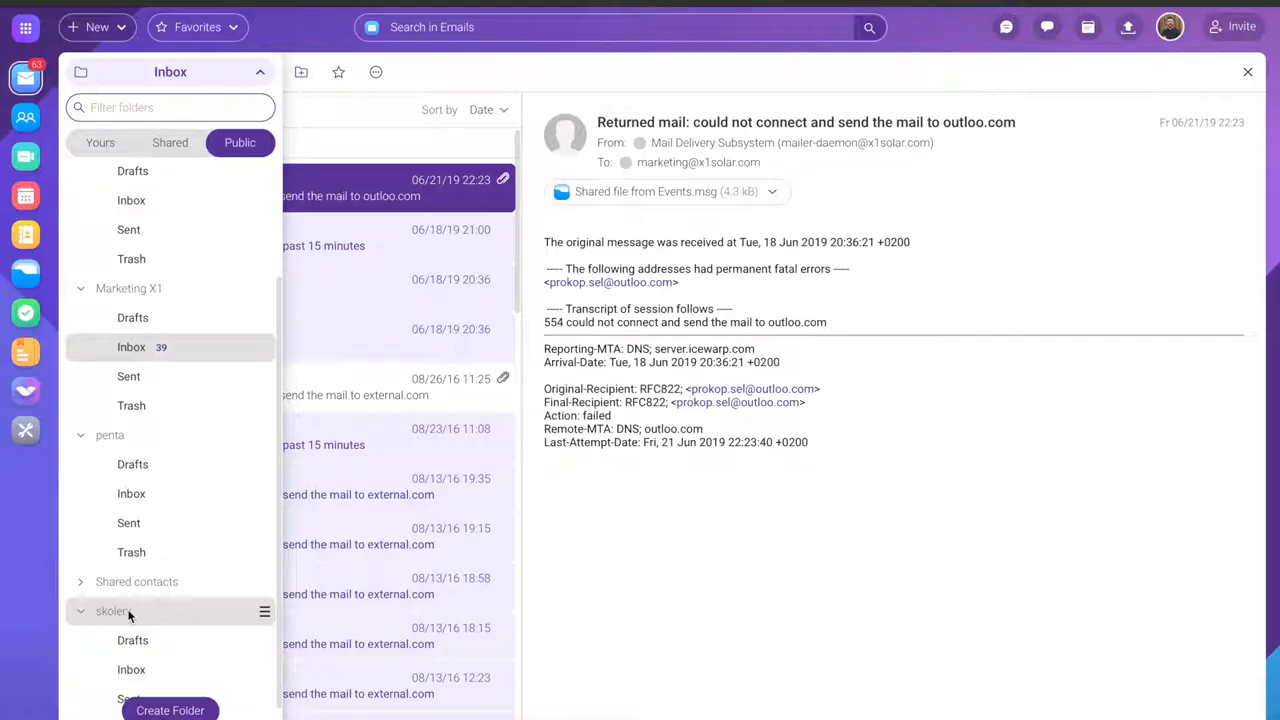 New
Favorites
Search in Emails
Invite
63
Inbox
Filter folders
Yours
Shared
Public
Drafts
Inbox
Sent
Trash
Marketing X1
Drafts
Inbox 39
Sent
Trash
penta
Drafts
Inbox
Sent
Trash
Shared contacts
Drafts
Inbox
Create Folder
Sort by Date
06/21/19 22:23
send the mail to outloo.com
06/18/19 21:00
past 15 minutes
06/18/19 20:36
06/18/19 20:36
08/26/16 11:25
send the mail to external.com
08/23/16 11:08
past 15 minutes
08/13/16 19:35
send the mail to external.com
08/13/16 19:15
send the mail to external.com
08/13/16 18:58
send the mail to external.com
08/13/16 18:15
send the mail to external.com
08/13/16 12:23
send the mail to external.com
Returned mail: could not connect and send the mail to outloo.com
Fr 06/21/19 22:23
From: Mail Delivery Subsystem (mailer-daemon@x1solar.com)
To: marketing@x1solar.com
Shared file from Events.msg (4.3 kB)
The original message was received at Tue, 18 Jun 2019 20:36:21 +0200
----- The following addresses had permanent fatal errors -----
<prokop.sel@outloo.com>
----- Transcript of session follows -----
554 could not connect and send the mail to outloo.com
Reporting-MTA: DNS; server.icewarp.com
Arrival-Date: Tue, 18 Jun 2019 20:36:21 +0200
Original-Recipient: RFC822; <prokop.sel@outloo.com>
Final-Recipient: RFC822; <prokop.sel@outloo.com>
Action: failed
Remote-MTA: DNS; outloo.com
Last-Attempt-Date: Fri, 21 Jun 2019 22:23:40 +0200